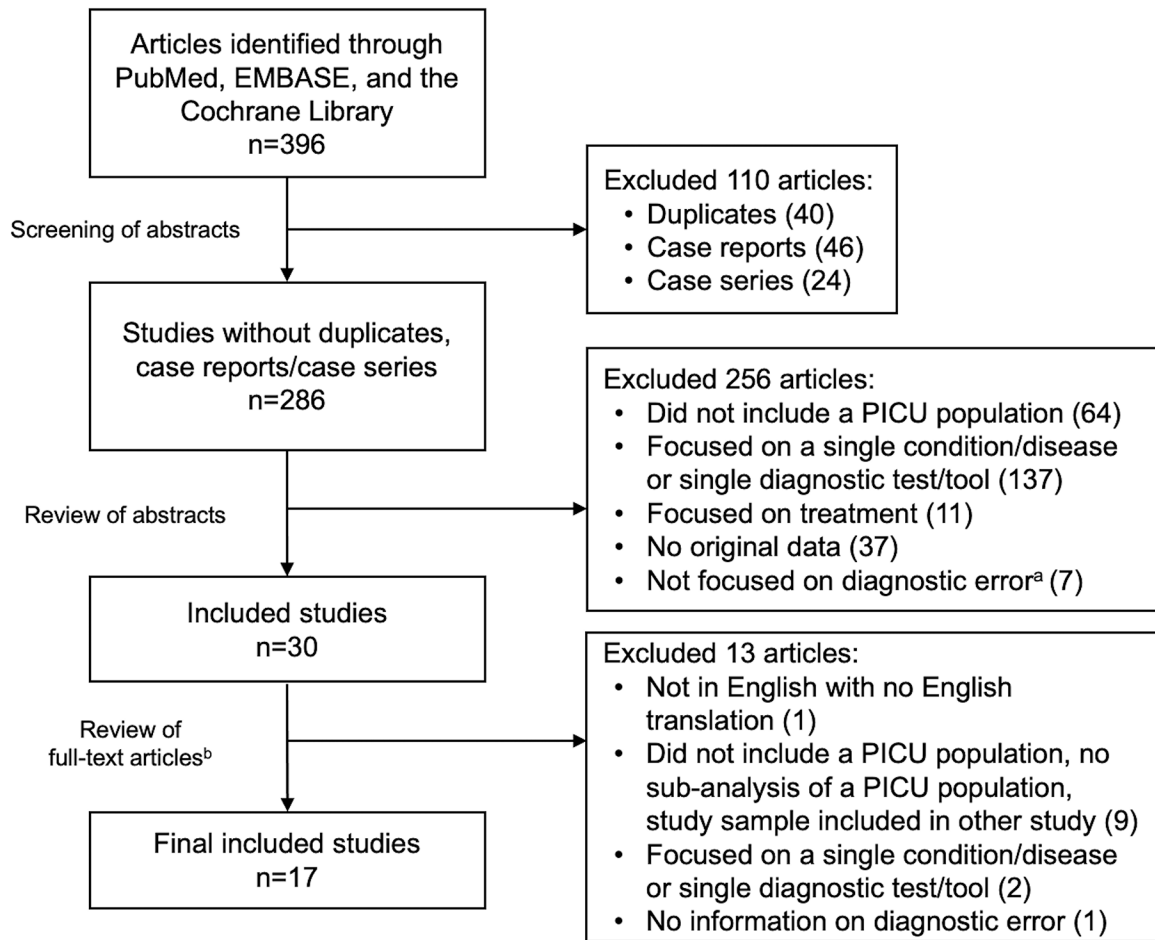 Articles identified through
PubMed, EMBASE, and the
Cochrane Library
n=396
Screening of abstracts
Excluded 110 articles:
• Duplicates (40)
• Case reports (46)
• Case series (24)
Studies without duplicates,
case reports/case series
n=286
Review of abstracts
Excluded 256 articles:
• Did not include a PICU population (64)
• Focused on a single condition/disease
or single diagnostic test/tool (137)
• Focused on treatment (11)
• No original data (37)
• Not focused on diagnostic errorᵃ (7)
Included studies
n=30
Review of
full-text articlesᵇ
Excluded 13 articles:
• Not in English with no English
translation (1)
• Did not include a PICU population, no
sub-analysis of a PICU population,
study sample included in other study (9)
• Focused on a single condition/disease
or single diagnostic test/tool (2)
• No information on diagnostic error (1)
Final included studies
n=17